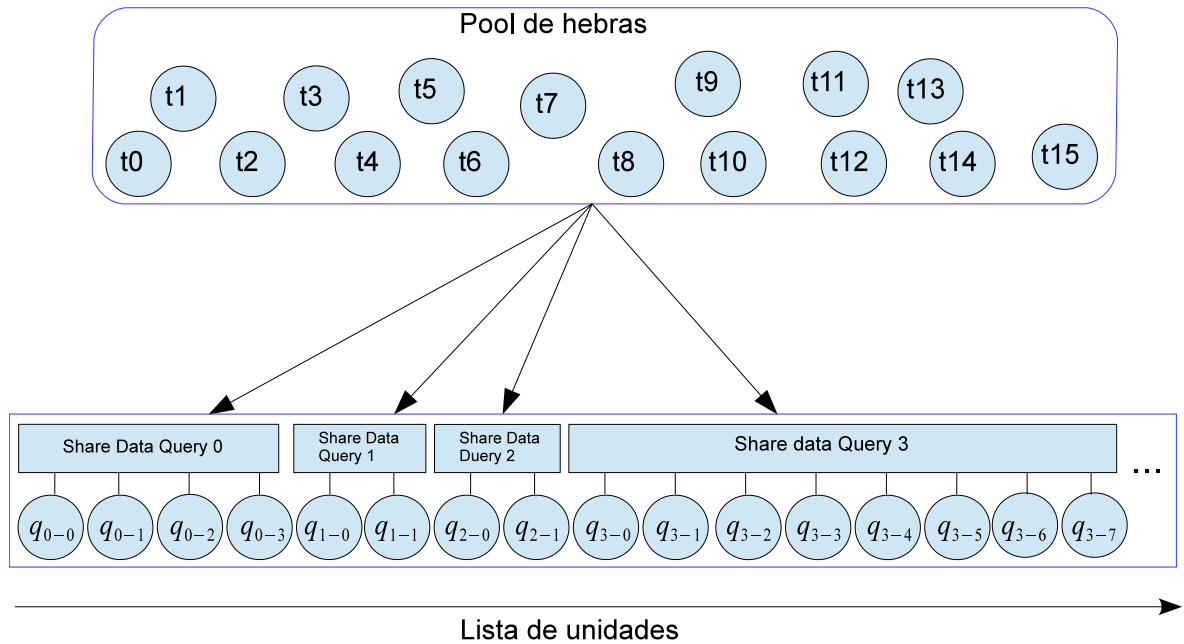 Pool de hebras
t1 t3 t5 t7 t9 t11 t13
t0 t2 t4 t6 t8 t10 t12 t14 t15
Share Data Query 0
Share Data
Query 1
Share Data
Duery 2
Share data Query 3
...
q0−0 q0−1 q0−2 q0−3 q1−0 q1−1 q2−0 q2−1 q3−0 q3−1 q3−2 q3−3 q3−4 q3−5 q3−6 q3−7
Lista de unidades